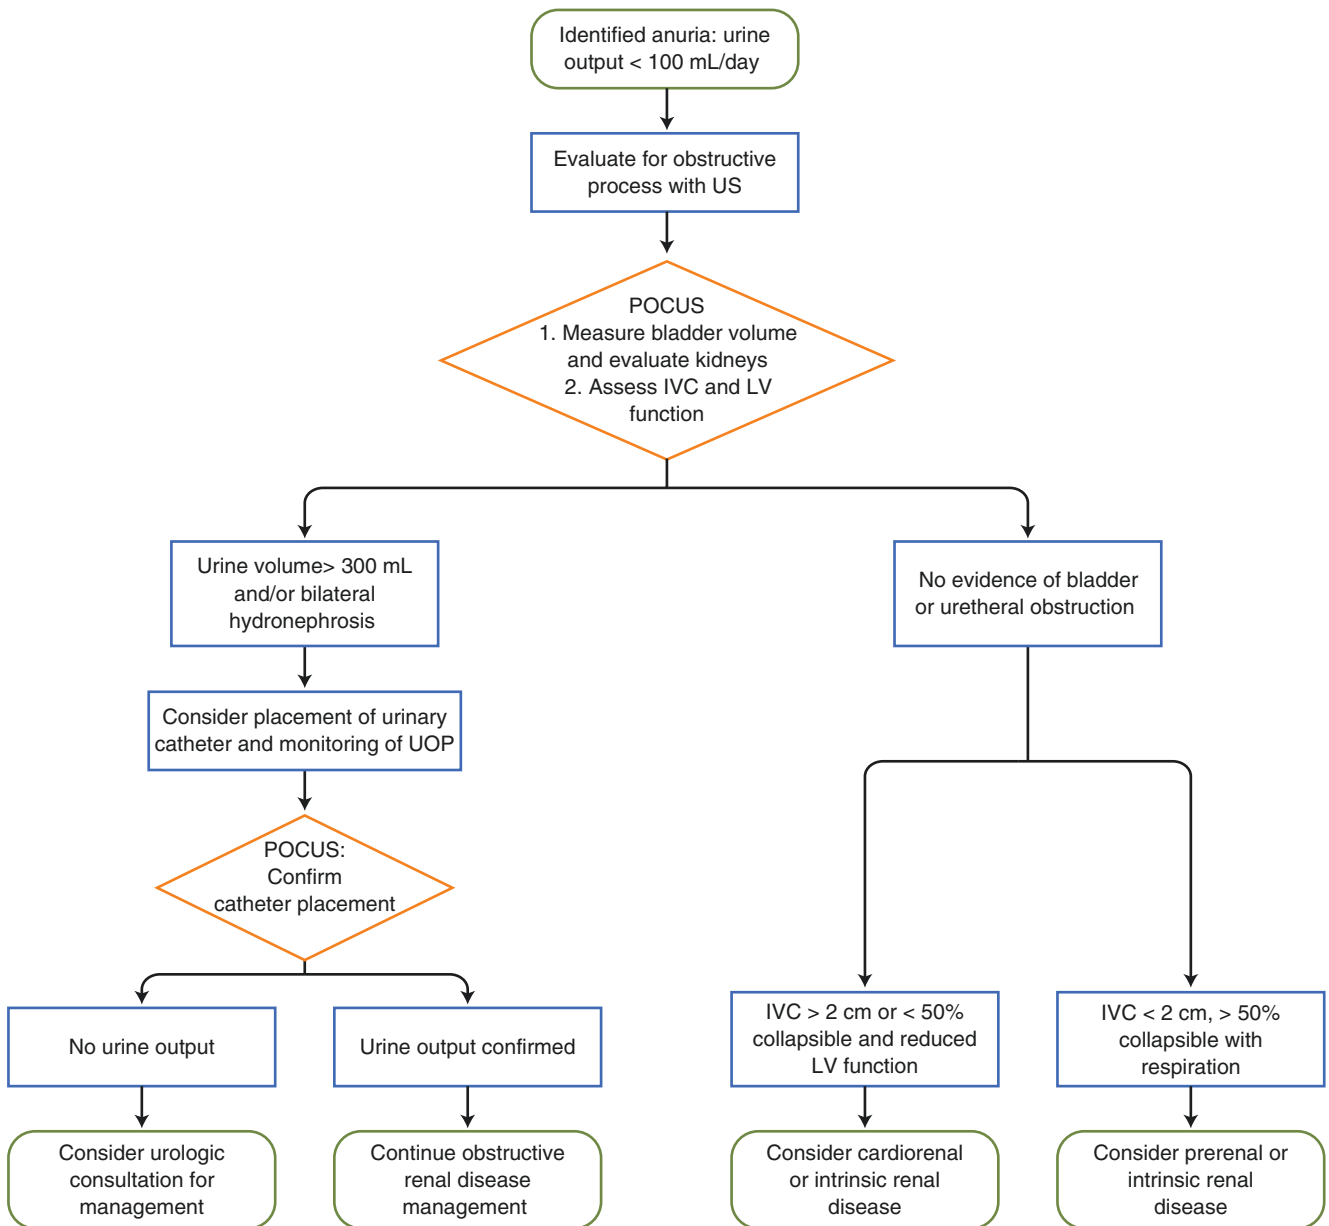 Identified anuria: urine
output < 100 mL/day
Evaluate for obstructive
process with US
POCUS
1. Measure bladder volume
and evaluate kidneys
2. Assess IVC and LV
function
Urine volume> 300 mL
and/or bilateral
hydronephrosis
No evidence of bladder
or uretheral obstruction
Consider placement of urinary
catheter and monitoring of UOP
POCUS:
Confirm
catheter placement
No urine output
Urine output confirmed
IVC > 2 cm or < 50%
collapsible and reduced
LV function
IVC < 2 cm, > 50%
collapsible with
respiration
Consider urologic
consultation for
management
Continue obstructive
renal disease
management
Consider cardiorenal
or intrinsic renal
disease
Consider prerenal or
intrinsic renal
disease